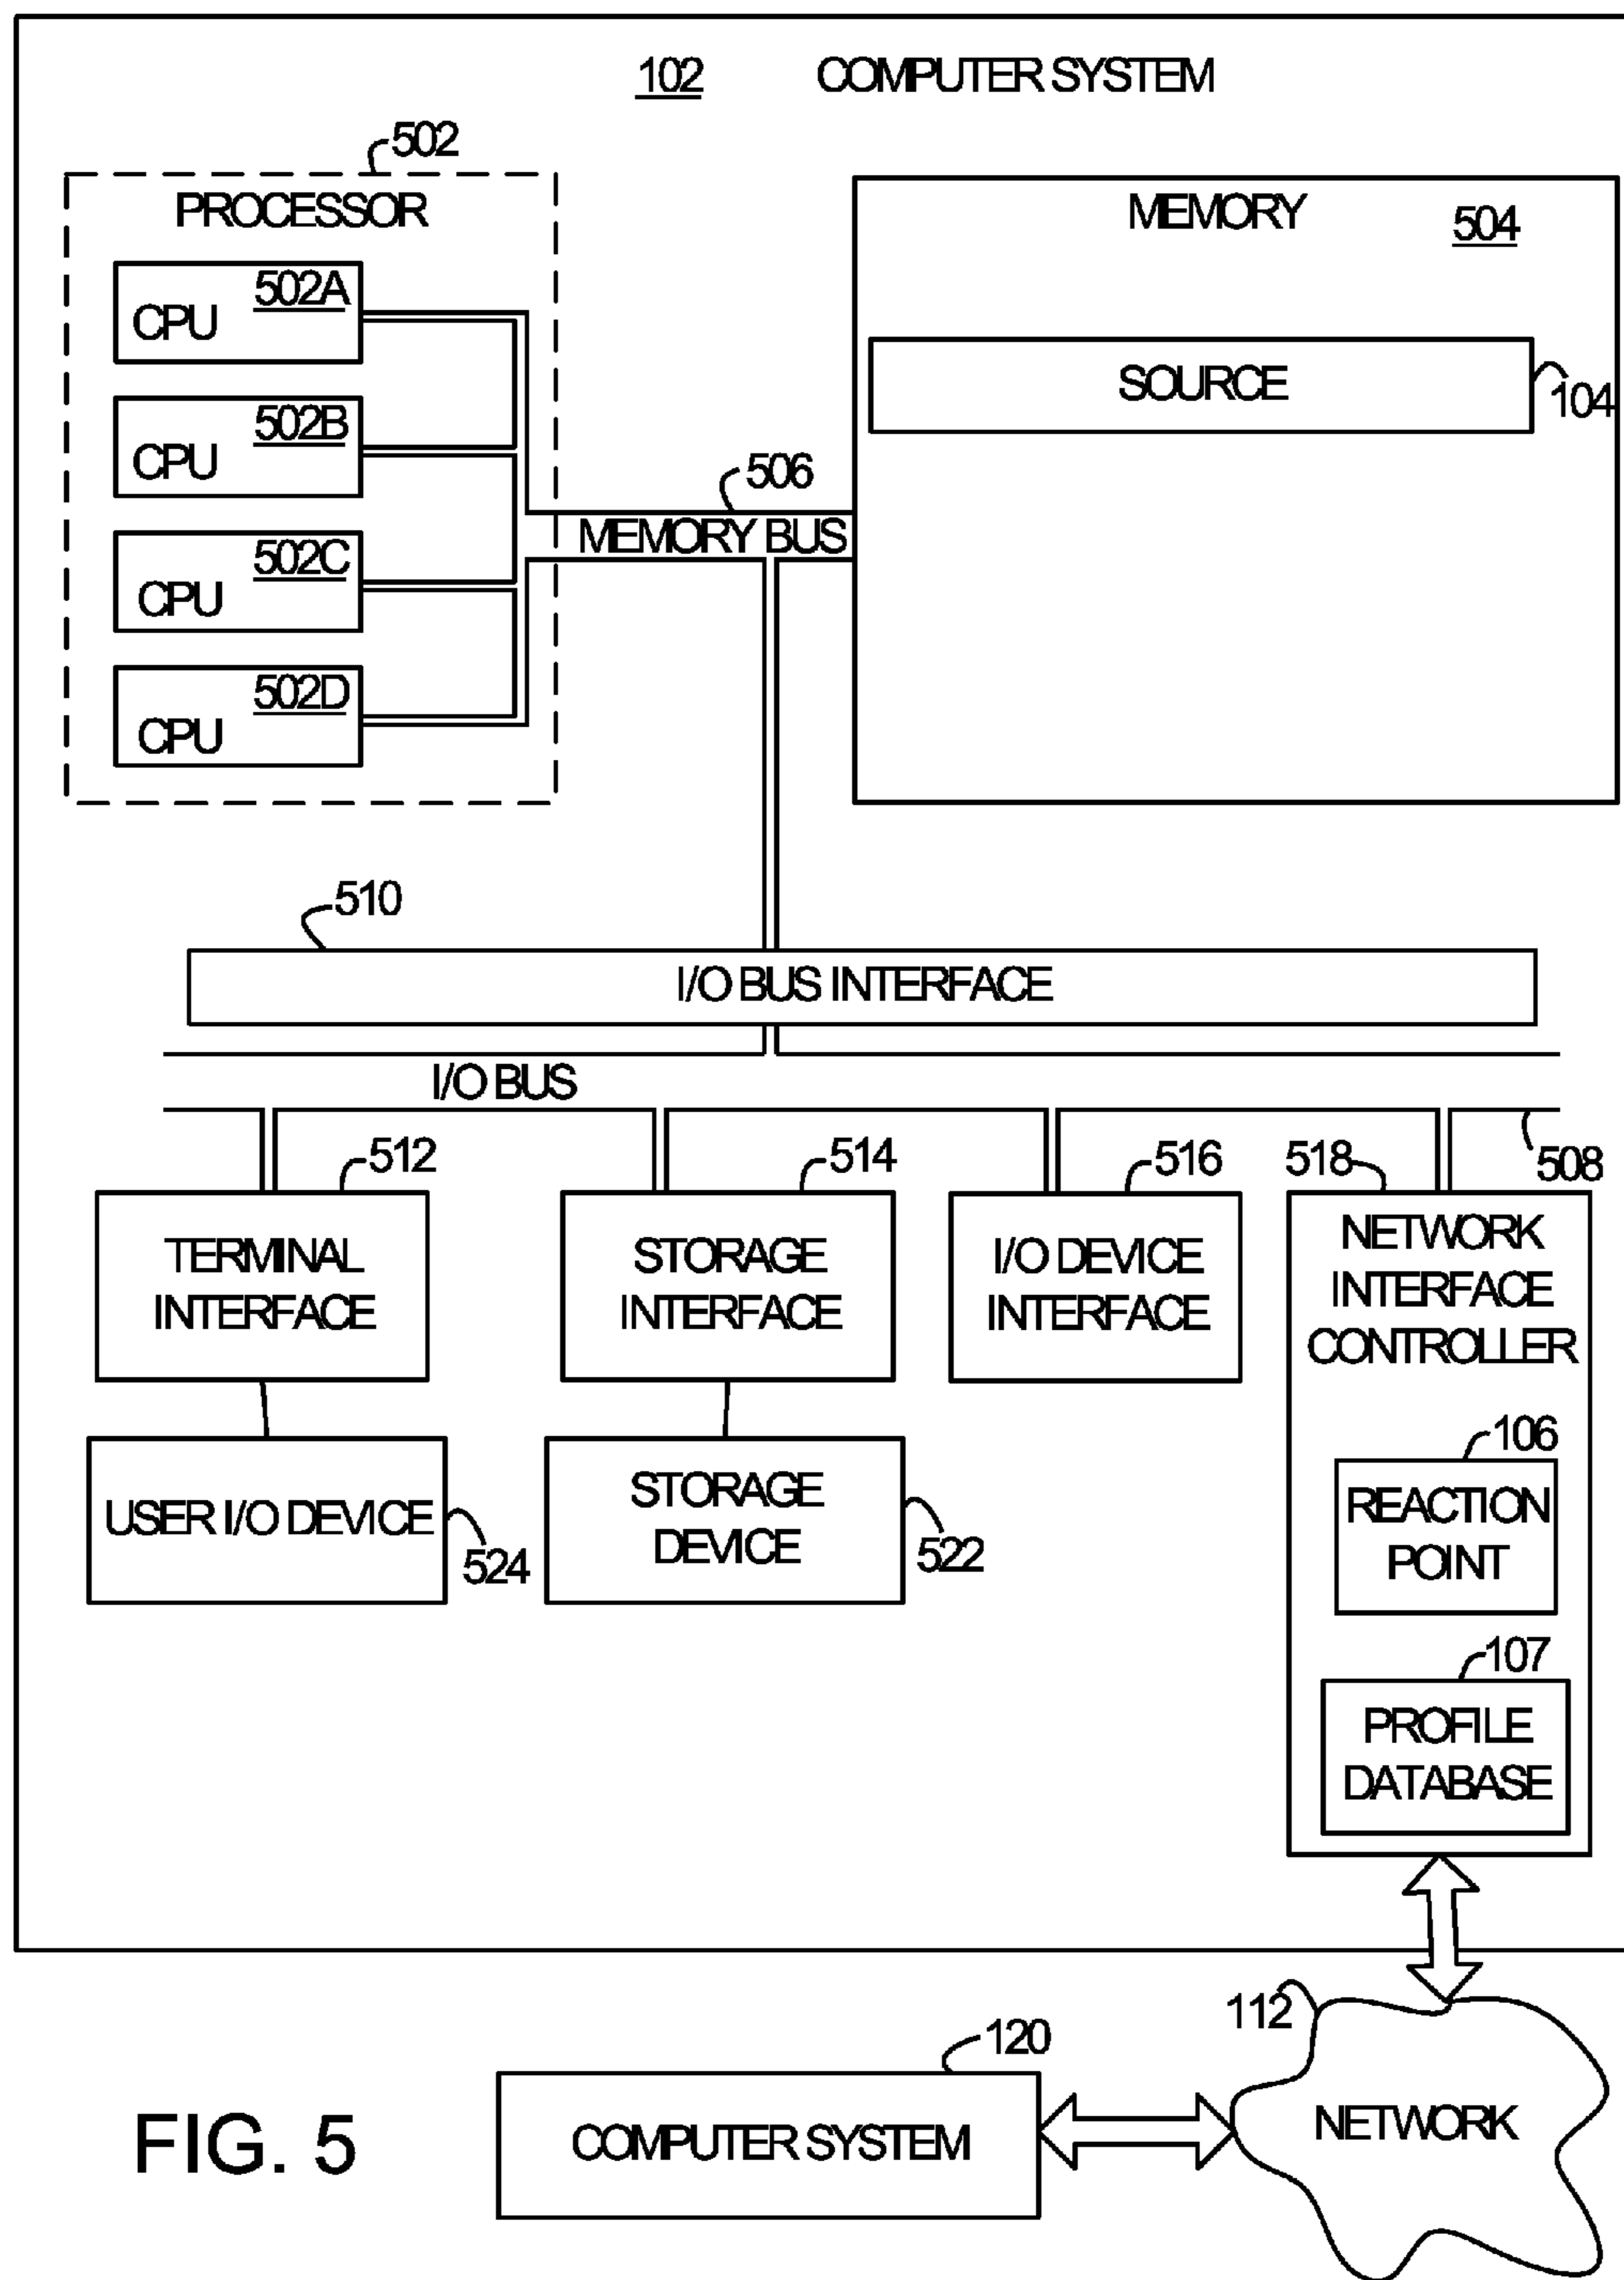 102 COMPUTER SYSTEM
502
PROCESSOR
502A
CPU
502B
CPU
502C
CPU
502D
CPU
MEMORY
504
SOURCE
104
506
MEMORY BUS
510
I/O BUS INTERFACE
I/O BUS
508
512
TERMINAL
INTERFACE
514
STORAGE
INTERFACE
516
I/O DEVICE
INTERFACE
518
NETWORK
INTERFACE
CONTROLLER
106
REACTION
POINT
107
PROFILE
DATABASE
USER I/O DEVICE
524
STORAGE
DEVICE
522
112
NETWORK
120
COMPUTER SYSTEM
FIG. 5